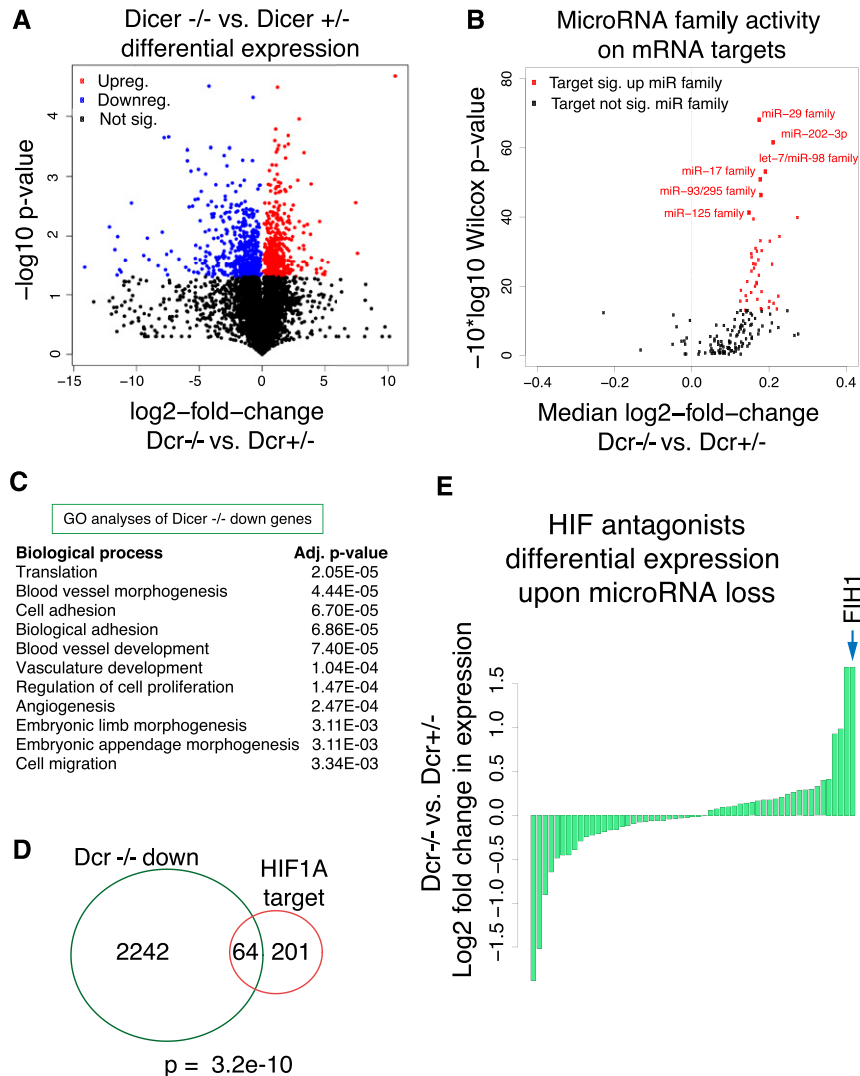 A
Dicer -/- vs. Dicer +/-
differential expression
Upreg.
Downreg.
Not sig.
−log10 p-value
4
3
2
1
0
−15
−10
−5
0
5
10
log2−fold−change
Dcr-/- vs. Dcr+/-
B
MicroRNA family activity
on mRNA targets
Target sig. up miR family
Target not sig. miR family
miR−29 family
miR−202−3p
let−7/miR−98 family
miR−17 family
miR−93/295 family
miR−125 family
−10*log10 Wilcox p−value
80
60
40
20
0
−0.4
−0.2
0.0
0.2
0.4
Median log2−fold−change
Dcr-/- vs. Dcr+/-
C
GO analyses of Dicer -/- down genes
Biological process Adj. p-value
Translation 2.05E-05
Blood vessel morphogenesis 4.44E-05
Cell adhesion 6.70E-05
Biological adhesion 6.86E-05
Blood vessel development 7.40E-05
Vasculature development 1.04E-04
Regulation of cell proliferation 1.47E-04
Angiogenesis 2.47E-04
Embryonic limb morphogenesis 3.11E-03
Embryonic appendage morphogenesis 3.11E-03
Cell migration 3.34E-03
D
Dcr -/- down
HIF1A
target
2242
64
201
p = 3.2e-10
E
HIF antagonists
differential expression
upon microRNA loss
FIH1
Dcr-/- vs. Dcr+/-
Log2 fold change in expression
1.5
1.0
0.5
0.0
−0.5
−1.0
−1.5